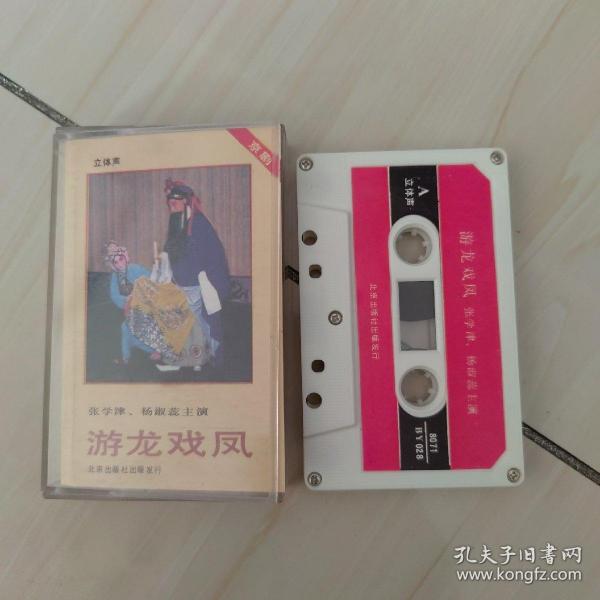 京剧
立体声
张学津、杨淑蕊主演
游龙戏凤
北京出版社出版发行
A
立体声
游龙戏凤 张学津、杨淑蕊主演
北京出版社出版发行
8071
BY028
孔夫子旧书网
www.kongfz.com